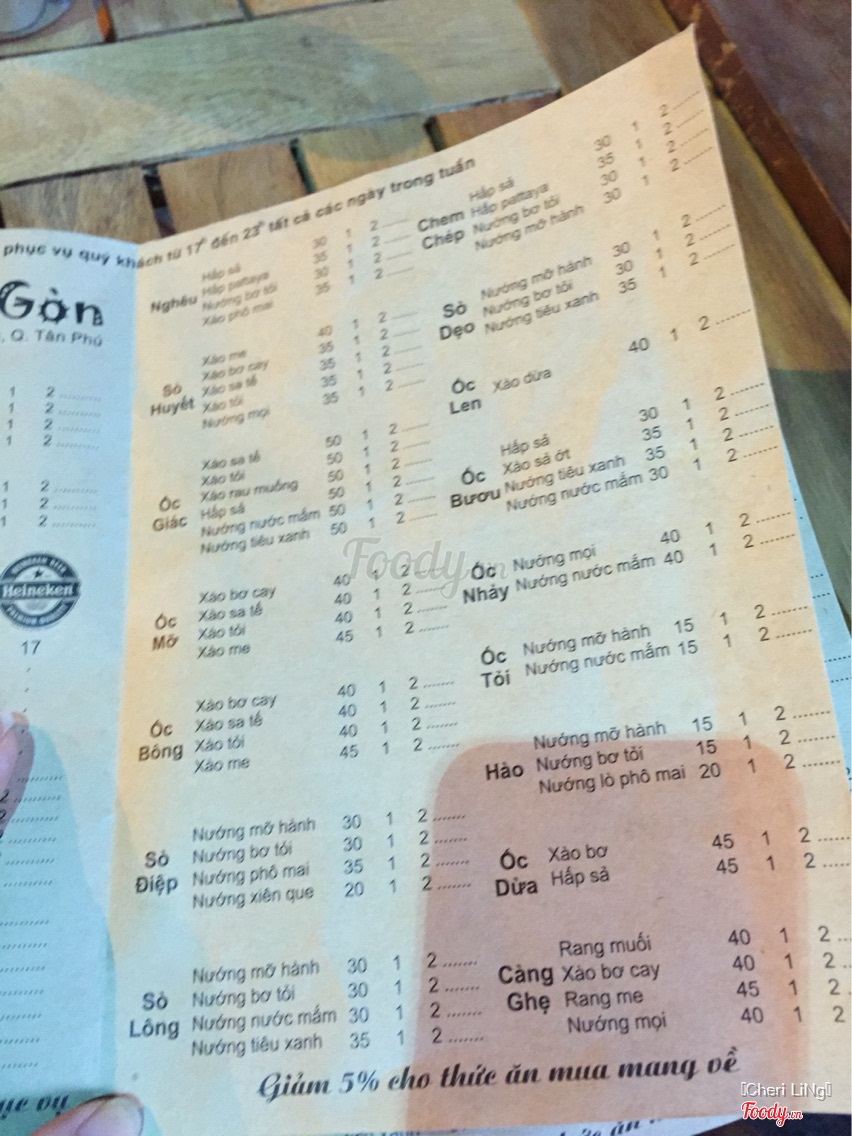 phục vụ quý khách từ 17h đến 23h tất cả các ngày trong tuần
Gòn
, Q. Tân Phú
1 2 .........
1 2 .........
1 2 .........
1 2 .........
1 2 .........
1 2 .........
1 2 .........
Heineken
17
Nghêu
Hấp sả 30 1 2 ......
Hấp pattaya 35 1 2 ......
Nướng bơ tỏi 30 1 2 ......
Xào phô mai 35 1 2 ......
Sò Huyết
Xào me 40 1 2 ......
Xào bơ cay 35 1 2 ......
Xào sa tế 35 1 2 ......
Xào tỏi 35 1 2 ......
Nướng mọi 35 1 2 ......
Ốc Giác
Xào sa tế 50 1 2 ......
Xào tỏi 50 1 2 ......
Xào rau muống 50 1 2 ......
Hấp sả 50 1 2 ......
Nướng nước mắm 50 1 2 ......
Nướng tiêu xanh 50 1 2 ......
Ốc Mỡ
Xào bơ cay 40 1 2 ......
Xào sa tế 40 1 2 ......
Xào tỏi 40 1 2 ......
Xào me 45 1 2 .......
Ốc Bông
Xào bơ cay 40 1 2 .......
Xào sa tế 40 1 2 .......
Xào tỏi 40 1 2 .......
Xào me 45 1 2 .......
Sò Điệp
Nướng mỡ hành 30 1 2 .......
Nướng bơ tỏi 30 1 2 .......
Nướng phô mai 35 1 2 .......
Nướng xiên que 20 1 2 .......
Sò Lông
Nướng mỡ hành 30 1 2 .......
Nướng bơ tỏi 30 1 2 .......
Nướng nước mắm 30 1 2 .......
Nướng tiêu xanh 35 1 2 .......
Chem Chép
Hấp sả 30 1 2 .......
Hấp pattaya 35 1 2 .......
Nướng bơ tỏi 30 1 2 .......
Nướng mỡ hành 30 1 2 .......
Sò Dẹo
Nướng mỡ hành 30 1 2 .......
Nướng bơ tỏi 30 1 2 .......
Nướng tiêu xanh 35 1 2 .......
Ốc Len
Xào dừa 40 1 2 .......
Ốc Bươu
Hấp sả 30 1 2 .......
Xào sả ớt 35 1 2 .......
Nướng tiêu xanh 35 1 2 .......
Nướng nước mắm 30 1 2 .......
Ốc Nhảy
Nướng mọi 40 1 2 .......
Nướng nước mắm 40 1 2 .......
Ốc Tỏi
Nướng mỡ hành 15 1 2 .......
Nướng nước mắm 15 1 2 .......
Hào
Nướng mỡ hành 15 1 2 .......
Nướng bơ tỏi 15 1 2 .......
Nướng lò phô mai 20 1 2 .......
Ốc Dừa
Xào bơ 45 1 2 ......
Hấp sả 45 1 2 ......
Càng Ghẹ
Rang muối 40 1 2 ...
Xào bơ cay 40 1 2 ..
Rang me 45 1 2 .
Nướng mọi 40 1 2
Giảm 5% cho thức ăn mua mang về
ục vụ
Foody.vn
[Cheri LiNg]
Foody.vn